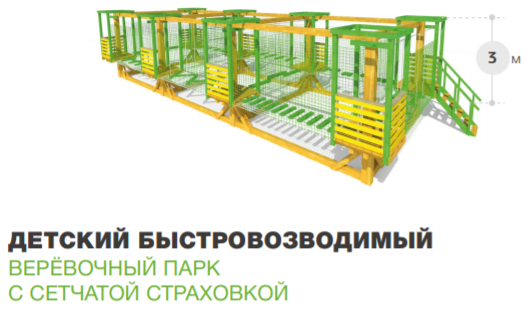 3 м
ДЕТСКИЙ БЫСТРОВОЗВОДИМЫЙ
ВЕРЁВОЧНЫЙ ПАРК
С СЕТЧАТОЙ СТРАХОВКОЙ